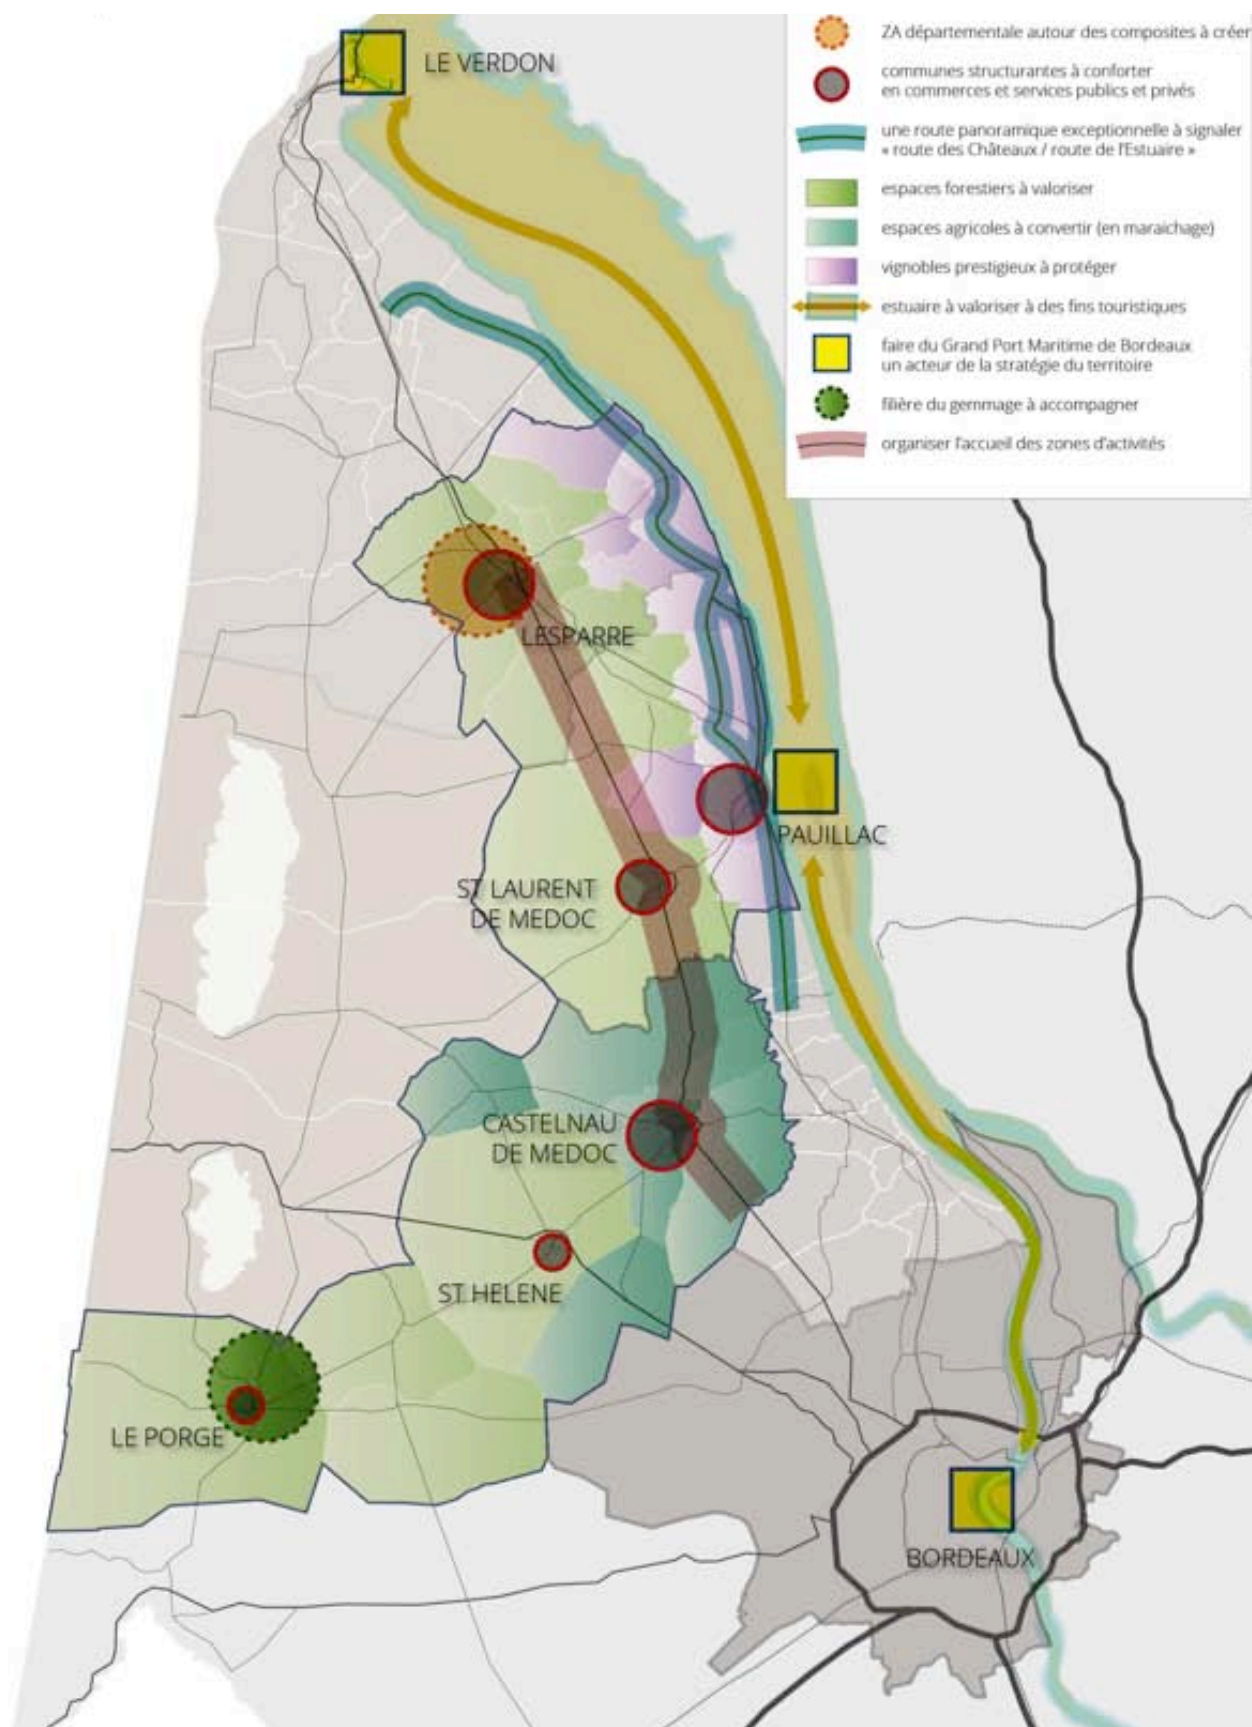 ZA départementale autour des composites à créer
communes structurantes à conforter
en commerces et services publics et privés
une route panoramique exceptionnelle à signaler
« route des Châteaux / route de l'Estuaire »
espaces forestiers à valoriser
espaces agricoles à convertir (en maraichage)
vignobles prestigieux à protéger
estuaire à valoriser à des fins touristiques
faire du Grand Port Maritime de Bordeaux
un acteur de la stratégie du territoire
filière du gemmage à accompagner
organiser l'accueil des zones d'activités
LE VERDON
LESPARRE
PAUILLAC
ST LAURENT
DE MEDOC
CASTELNAU
DE MEDOC
ST HELENE
LE PORGE
BORDEAUX